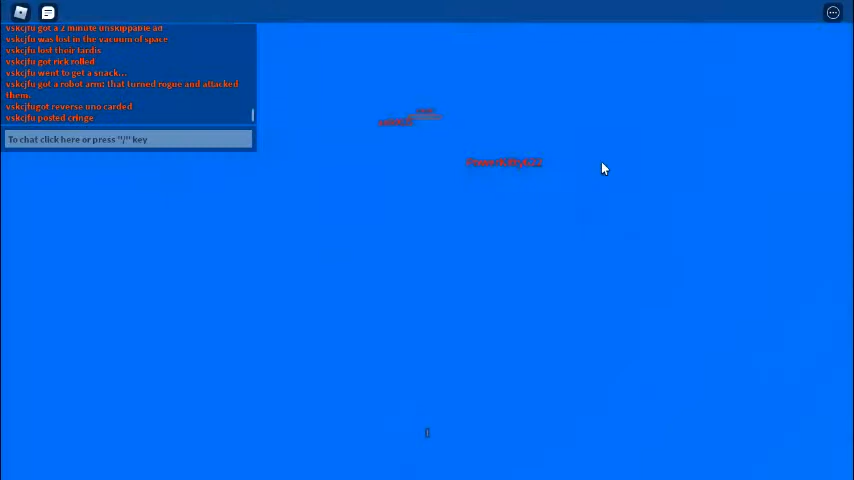 vskcjfu got a 2 minute unskippable ad
vskcjfu was lost in the vacuum of space
vskcjfu lost their tardis
vskcjfu got rick rolled
vskcjfu went to get a snack...
vskcjfu got a robot arm: that turned rogue and attacked
them.
vskcjfugot reverse uno carded
vskcjfu posted cringe
To chat click here or press "/" key